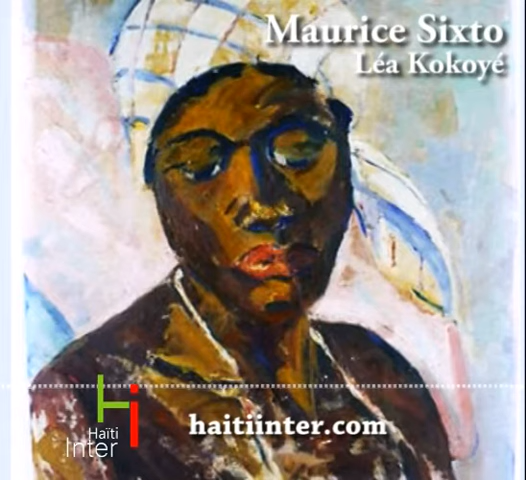 Maurice Sixto
Léa Kokoyé
Haïti
Inter
haitiinter.com